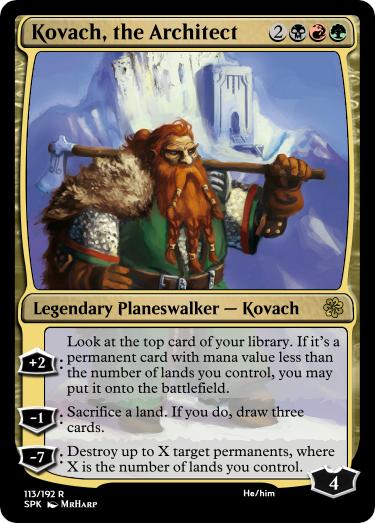 Kovach, the Architect 2
Legendary Planeswalker — Kovach
+2: Look at the top card of your library. If it's a
permanent card with mana value less than
the number of lands you control, you may
put it onto the battlefield.
-1: Sacrifice a land. If you do, draw three
cards.
-7: Destroy up to X target permanents, where
X is the number of lands you control.
4
113/192 R
SPK MrHarp
He/him